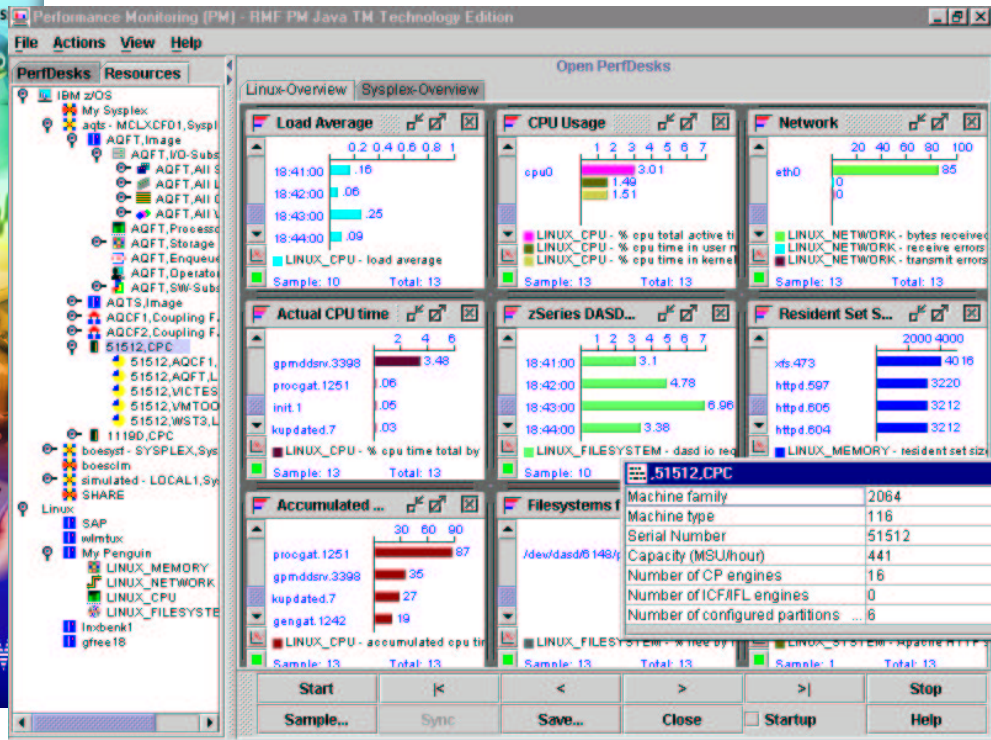 Performance Monitoring (PM) - RMF PM Java TM Technology Edition
File Actions View Help
PerfDesks Resources
IBM z/OS
My Sysplex
aqts - MCLXCF01,Syspl
AQFT,Image
AQFT,I/O-Subs
AQFT,All S
AQFT,All L
AQFT,All C
AQFT,All V
AQFT,Processo
AQFT,Storage
AQFT,Enqueue
AQFT,Operator
AQFT,SW-Subs
AQTS,Image
AQCF1,Coupling F.
AQCF2,Coupling F.
51512,CPC
51512,AQCF1,
51512,AQFT,L
51512,VICTES
51512,VMTOO
51512,WST3,L
1119D,CPC
boesyst - SYSPLEX,Sys
boesclm
simulated - LOCAL1,Sys
SHARE
Linux
SAP
wlmtux
My Penguin
LINUX_MEMORY
LINUX_NETWORK
LINUX_CPU
LINUX_FILESYSTE
lnxbenk1
gfree18
Open PerfDesks
Linux-Overview Sysplex-Overview
Load Average
0.2 0.4 0.6 0.8 1
18:41:00 .16
18:42:00 .06
18:43:00 .25
18:44:00 .09
LINUX_CPU - load average
Sample: 10 Total: 13
CPU Usage
1 2 3 4 5 6 7
cpu0 3.01
1.49
1.51
LINUX_CPU - % cpu total active ti
LINUX_CPU - % cpu time in user m
LINUX_CPU - % cpu time in kernel
Sample: 13 Total: 13
Network
20 40 60 80 100
eth0 85
0
0
LINUX_NETWORK - bytes received
LINUX_NETWORK - receive errors
LINUX_NETWORK - transmit errors
Sample: 13 Total: 13
Actual CPU time
2 4 6
gpmddsrv.3398 3.48
procgat.1251 .06
init.1 .05
kupdated.7 .03
LINUX_CPU - % cpu time total by
Sample: 13 Total: 13
zSeries DASD...
1 2 3 4 5 6 7
18:41:00 3.1
18:42:00 4.78
18:43:00 6.96
18:44:00 3.38
LINUX_FILESYSTEM - dasd io req
Sample: 10
Resident Set S...
2000 4000
xfs.473 4016
httpd.597 3220
httpd.605 3212
httpd.604 3212
LINUX_MEMORY - resident set size
Accumulated ...
30 60 90
procgat.1251 87
gpmddsrv.3398 35
kupdated.7 27
gengat.1242 19
LINUX_CPU - accumulated cpu tim
Sample: 13 Total: 13
Filesystems f
/dev/dasd/6148/p
LINUX_FILESYSTEM - % free by f
Sample: 13 Total: 13
LINUX_SYSTEM - Apache HTTP S
Sample: 1 Total: 13
.51512,CPC
Machine family 2064
Machine type 116
Serial Number 51512
Capacity (MSU/hour) 441
Number of CP engines 16
Number of ICF/IFL engines 0
Number of configured partitions ... 6
Start |< < > >| Stop
Sample... Sync Save... Close Startup Help